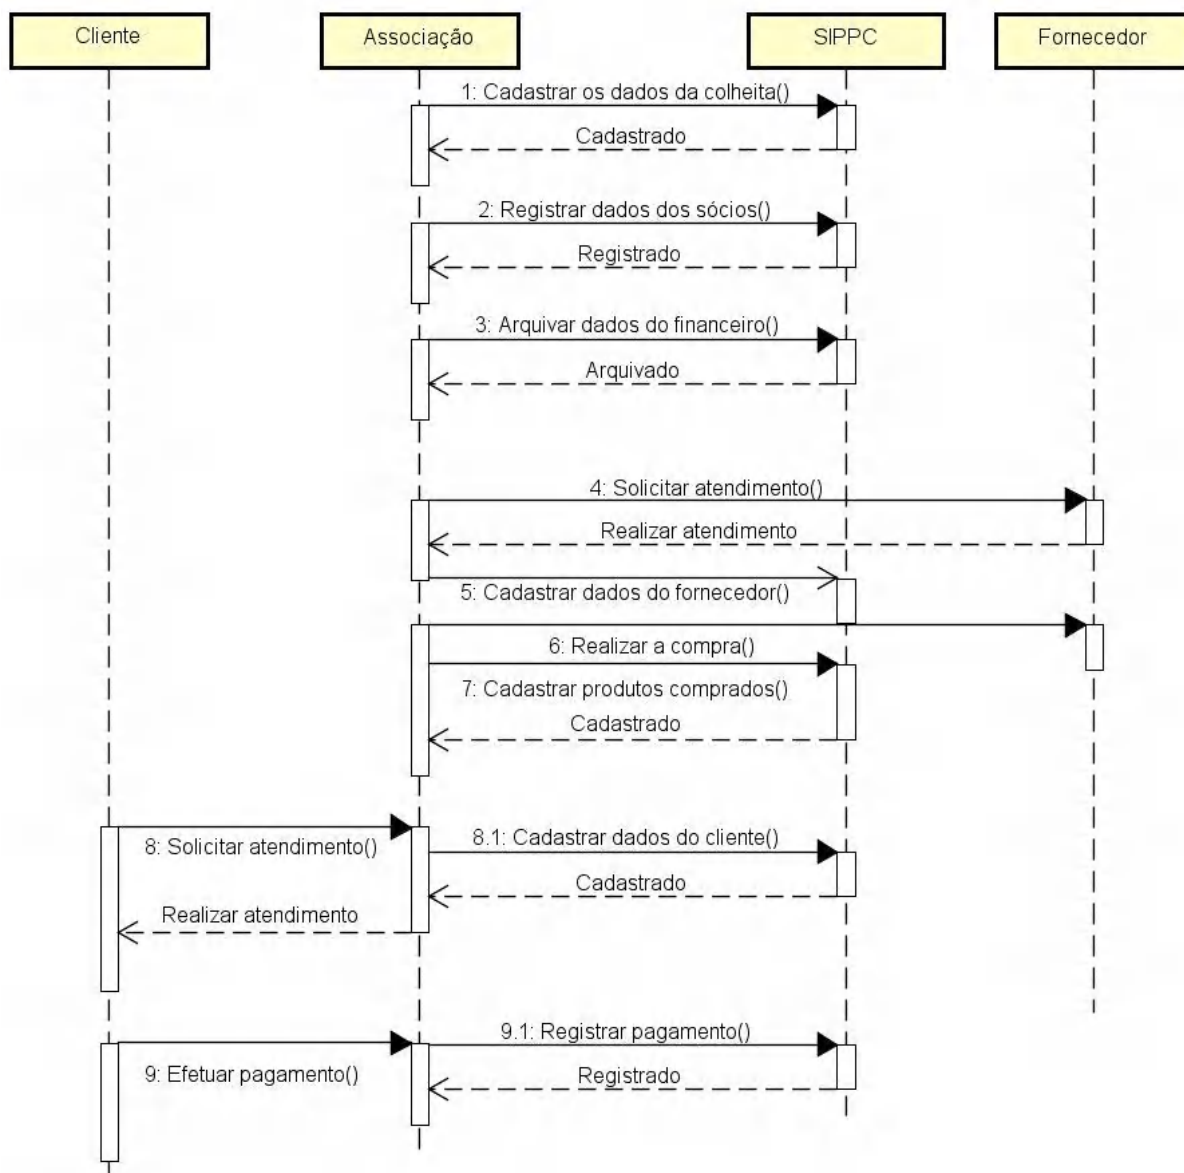 Cliente
Associação
SIPPC
Fornecedor
1: Cadastrar os dados da colheita()
Cadastrado
2: Registrar dados dos sócios()
Registrado
3: Arquivar dados do financeiro()
Arquivado
4: Solicitar atendimento()
Realizar atendimento
5: Cadastrar dados do fornecedor()
6: Realizar a compra()
7: Cadastrar produtos comprados()
Cadastrado
8: Solicitar atendimento()
8.1: Cadastrar dados do cliente()
Cadastrado
Realizar atendimento
9: Efetuar pagamento()
9.1: Registrar pagamento()
Registrado